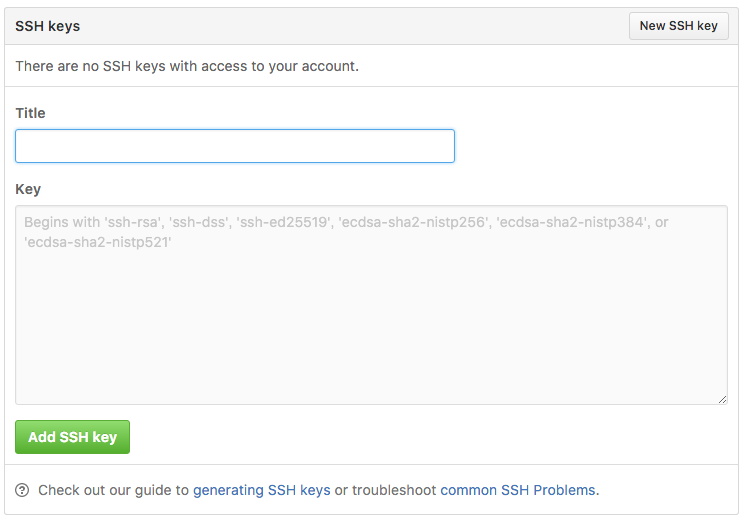 SSH keys
New SSH key
There are no SSH keys with access to your account.
Title
Key
Begins with 'ssh-rsa', 'ssh-dss', 'ssh-ed25519', 'ecdsa-sha2-nistp256', 'ecdsa-sha2-nistp384', or
'ecdsa-sha2-nistp521'
Add SSH key
Check out our guide to generating SSH keys or troubleshoot common SSH Problems.